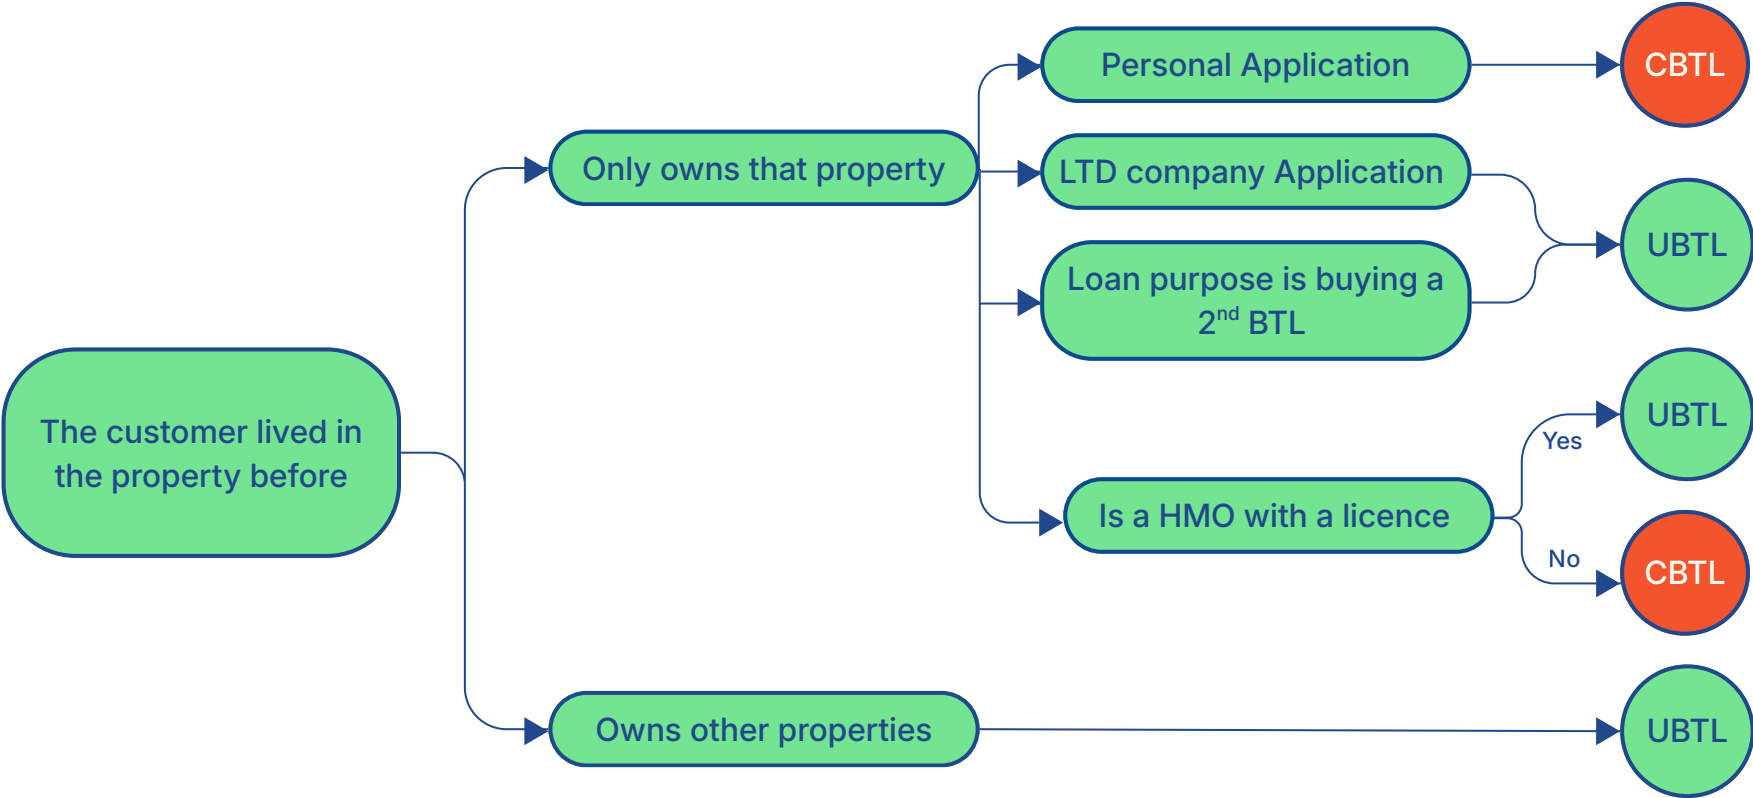 The customer lived in
the property before
Only owns that property
Personal Application
CBTL
LTD company Application
Loan purpose is buying a
2nd BTL
UBTL
Is a HMO with a licence
Yes
UBTL
No
CBTL
Owns other properties
UBTL